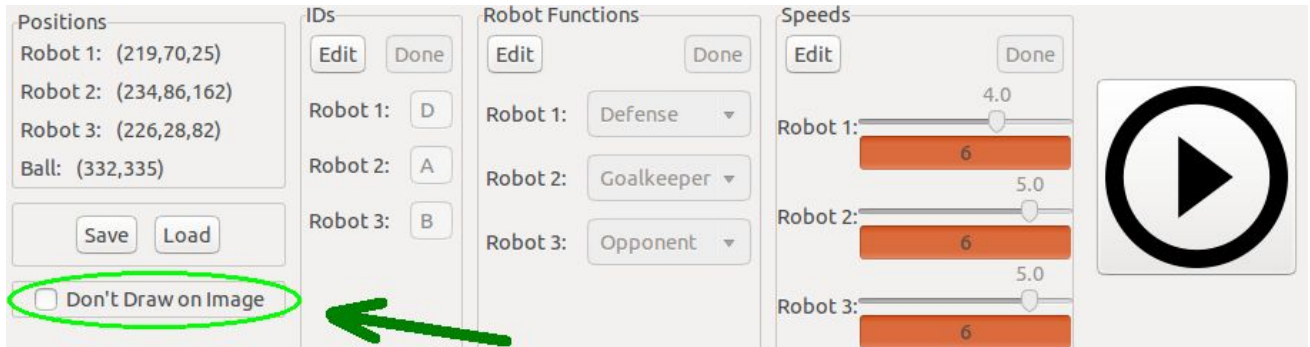 Positions
Robot 1: (219,70,25)
Robot 2: (234,86,162)
Robot 3: (226,28,82)
Ball: (332,335)
Save Load
Don't Draw on Image
IDs
Edit Done
Robot 1: D
Robot 2: A
Robot 3: B
Robot Functions
Edit Done
Robot 1: Defense
Robot 2: Goalkeeper
Robot 3: Opponent
Speeds
Edit Done
4.0
Robot 1:
6
5.0
Robot 2:
6
5.0
Robot 3:
6